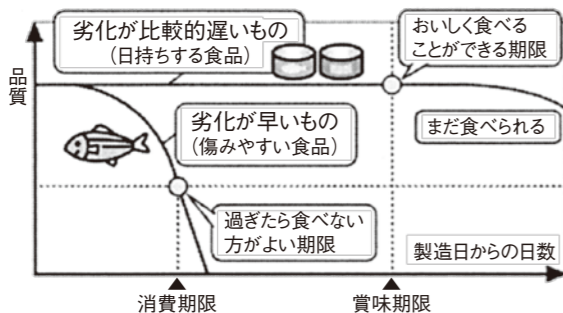 劣化が比較的遅いもの
（日持ちする食品）
おいしく食べる
ことができる期限
品質
劣化が早いもの
（傷みやすい食品）
まだ食べられる
過ぎたら食べない
方がよい期限
製造日からの日数
消費期限
賞味期限